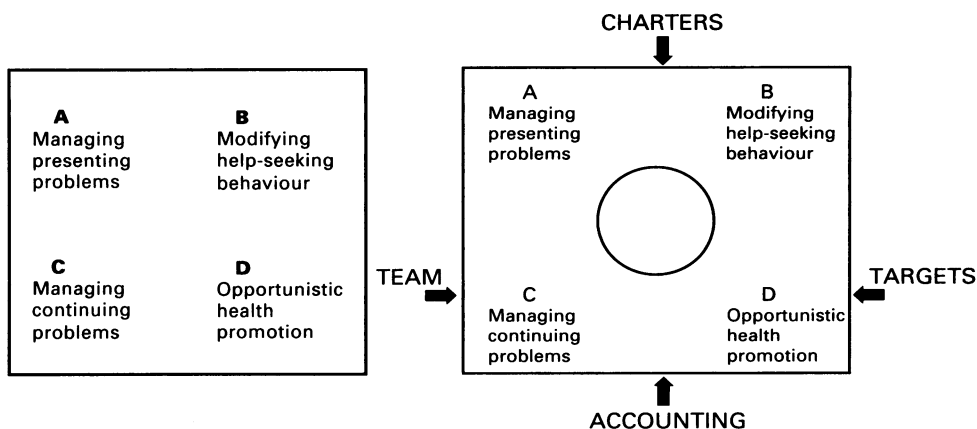 A
Managing
presenting
problems
B
Modifying
help-seeking
behaviour
C
Managing
continuing
problems
D
Opportunistic
health
promotion
CHARTERS
A
Managing
presenting
problems
B
Modifying
help-seeking
behaviour
TEAM
TARGETS
C
Managing
continuing
problems
D
Opportunistic
health
promotion
ACCOUNTING